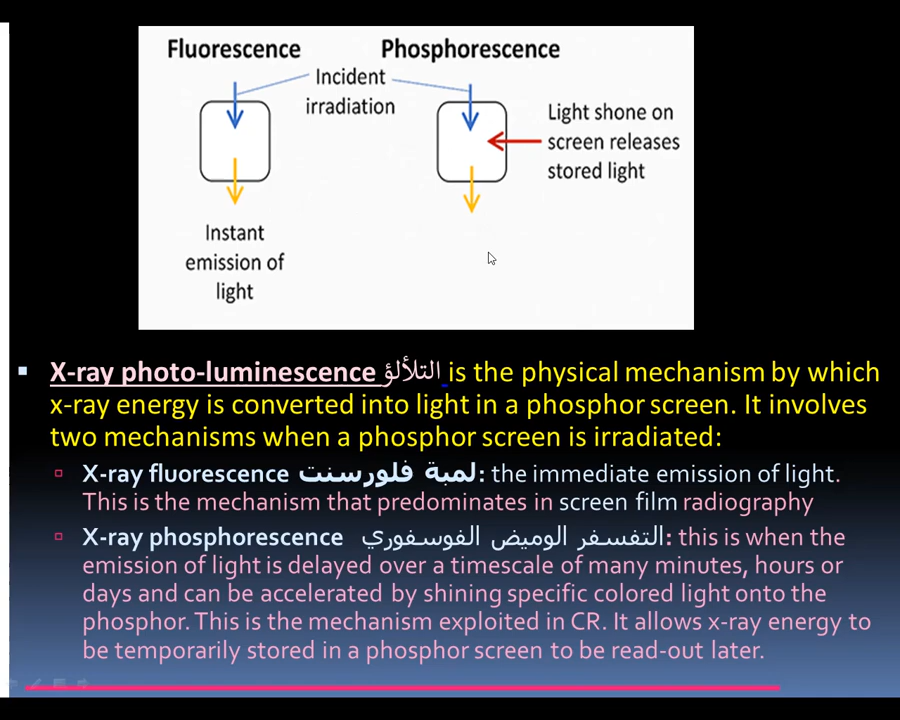 Fluorescence
Phosphorescence
Incident
irradiation
Light shone on
screen releases
stored light
Instant
emission of
light
X-ray photo-luminescence التلألؤ is the physical mechanism by which
x-ray energy is converted into light in a phosphor screen. It involves
two mechanisms when a phosphor screen is irradiated:
X-ray fluorescence لمبة فلورسنت: the immediate emission of light.
This is the mechanism that predominates in screen film radiography
X-ray phosphorescence التفسفر الوميض الفوسفوري: this is when the
emission of light is delayed over a timescale of many minutes, hours or
days and can be accelerated by shining specific colored light onto the
phosphor. This is the mechanism exploited in CR. It allows x-ray energy to
be temporarily stored in a phosphor screen to be read-out later.